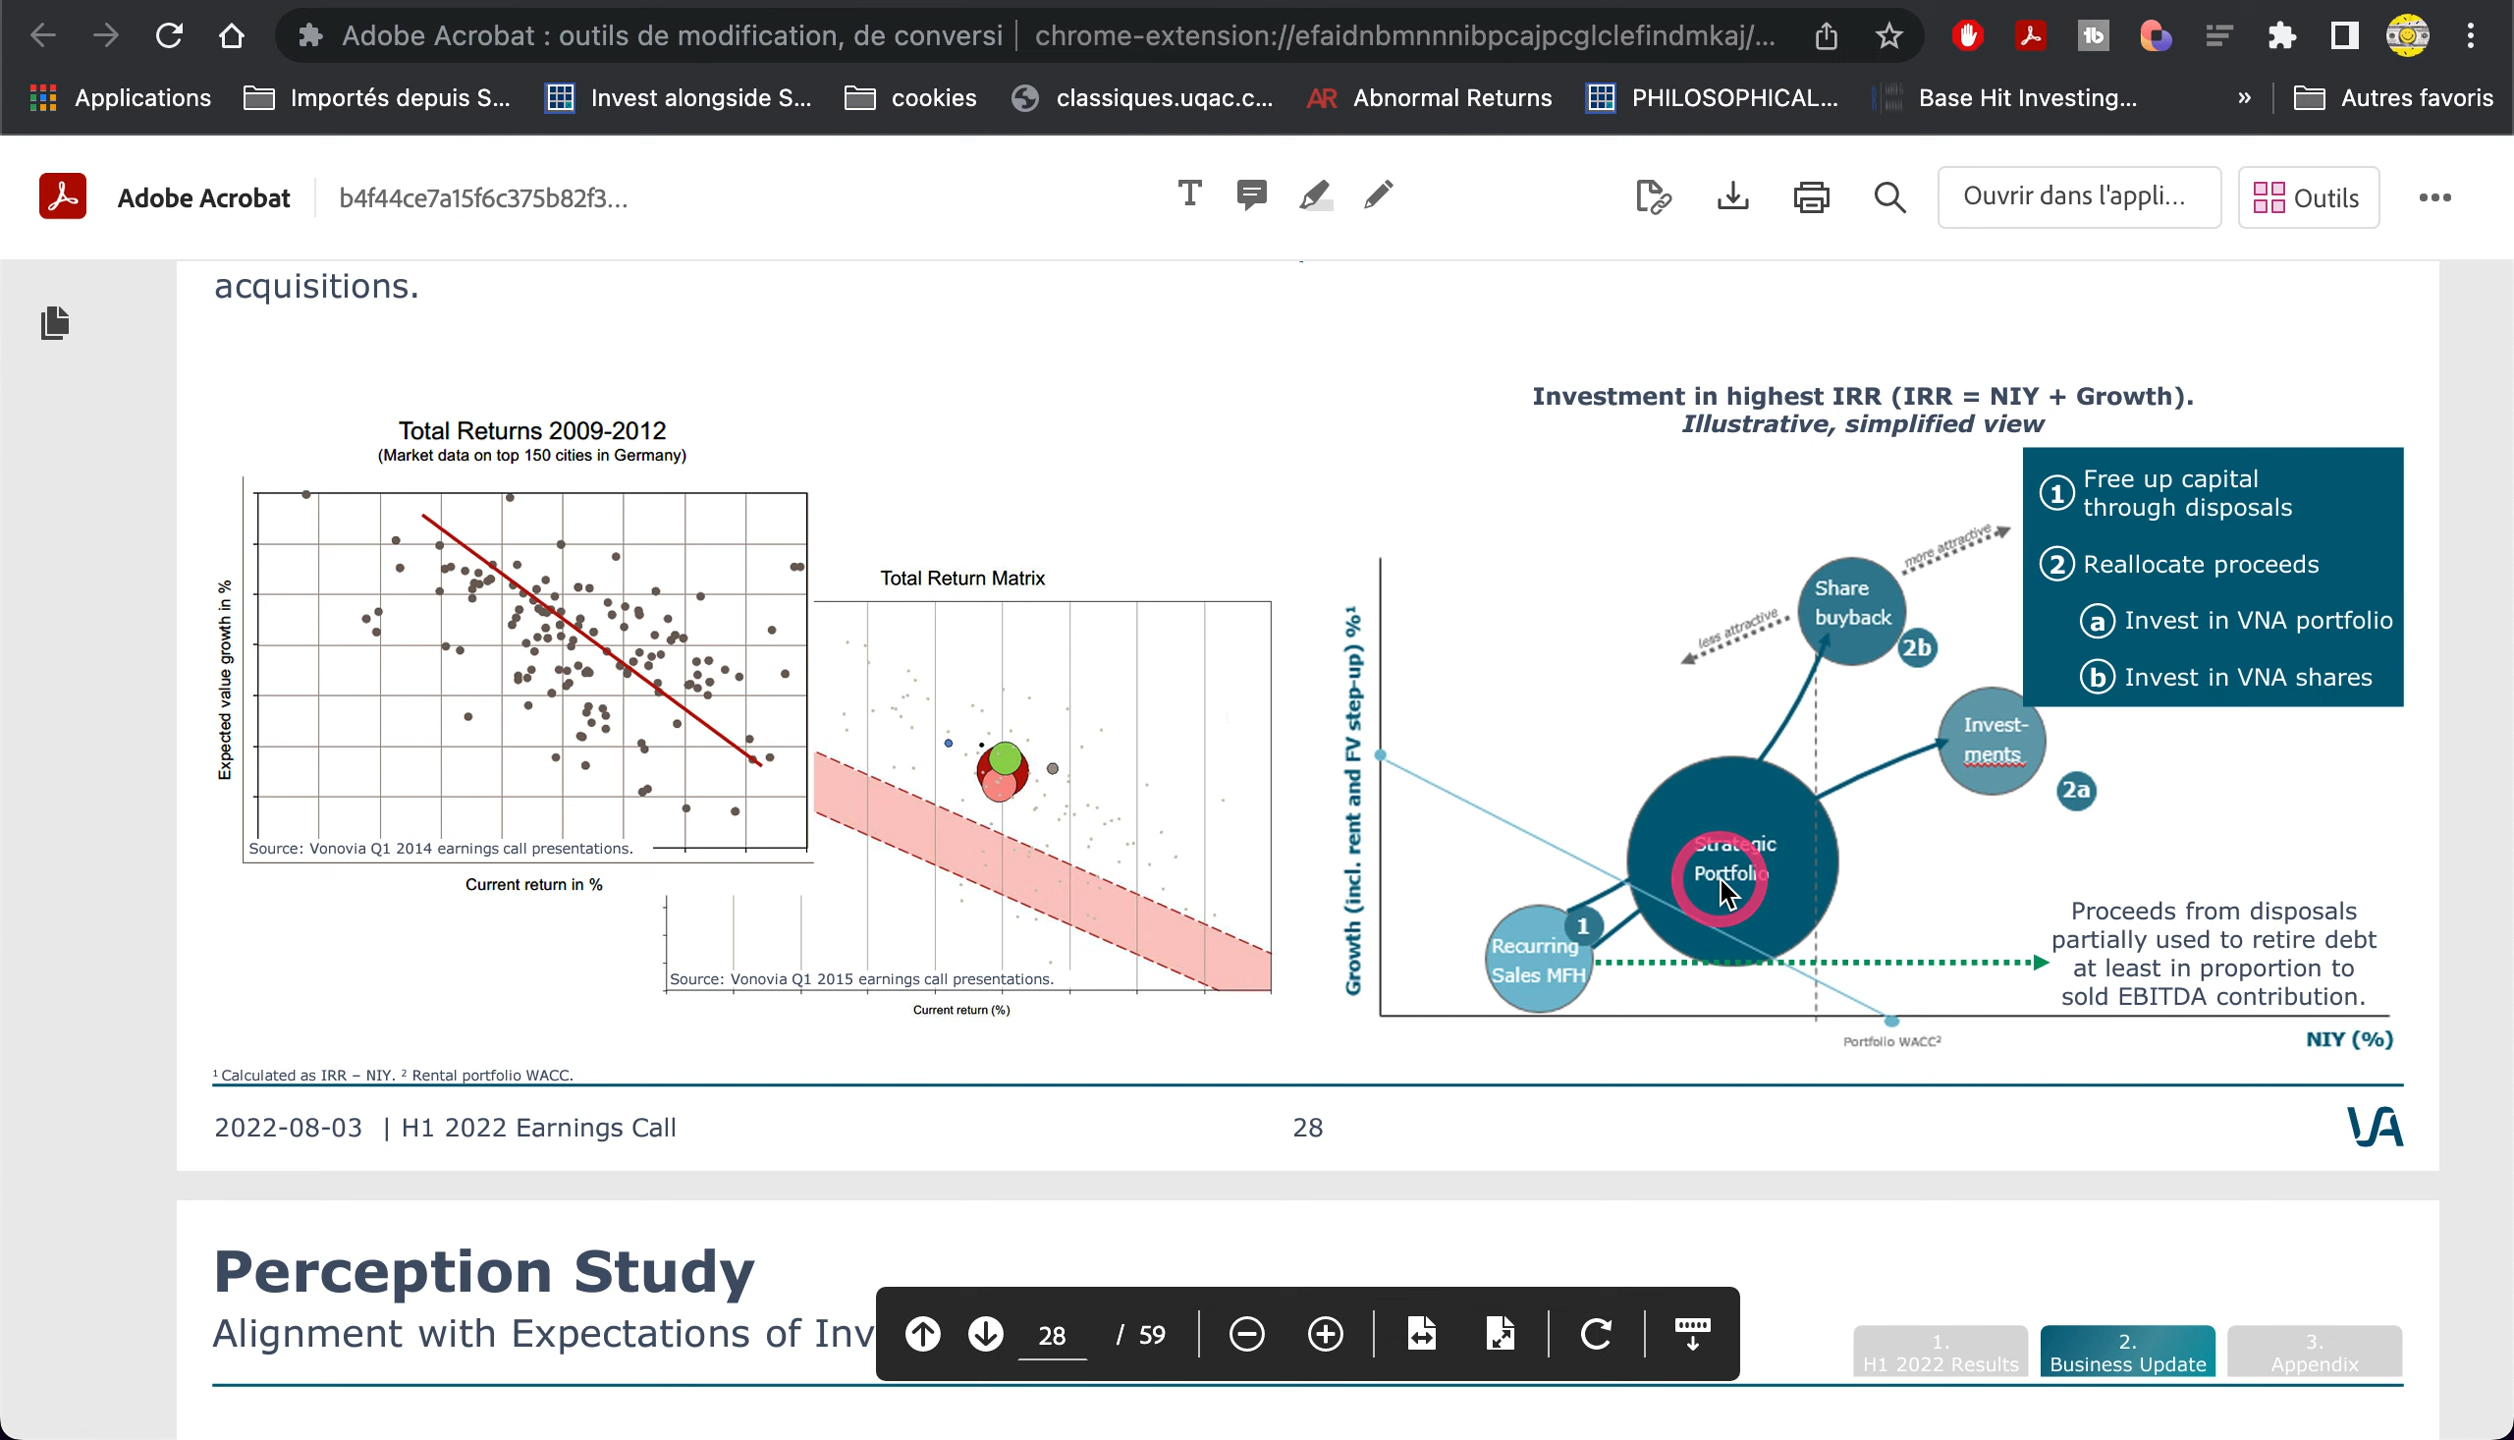 Adobe Acrobat : outils de modification, de conversi
chrome-extension://efaidnbmnnnibpcajpcglclefindmkaj/...
Applications
Importés depuis S...
Invest alongside S...
cookies
classiques.uqac.c...
AR Abnormal Returns
PHILOSOPHICAL...
Base Hit Investing...
»
Autres favoris
Adobe Acrobat
b4f44ce7a15f6c375b82f3...
Ouvrir dans l'appli...
Outils
acquisitions.
Total Returns 2009-2012
(Market data on top 150 cities in Germany)
Expected value growth in %
Source: Vonovia Q1 2014 earnings call presentations.
Current return in %
Total Return Matrix
Source: Vonovia Q1 2015 earnings call presentations.
Current return (%)
Investment in highest IRR (IRR = NIY + Growth).
Illustrative, simplified view
1 Free up capital
through disposals
2 Reallocate proceeds
a Invest in VNA portfolio
b Invest in VNA shares
Growth (incl. rent and FV step-up) %¹
more attractive
less attractive
Share
buyback
2b
Invest-
ments
2a
Strategic
Portfolio
1
Recurring
Sales MFH
Proceeds from disposals
partially used to retire debt
at least in proportion to
sold EBITDA contribution.
Portfolio WACC²
NIY (%)
¹ Calculated as IRR – NIY. ² Rental portfolio WACC.
2022-08-03 | H1 2022 Earnings Call
28
VA
Perception Study
Alignment with Expectations of Inv
28 / 59
1.
H1 2022 Results
2.
Business Update
3.
Appendix